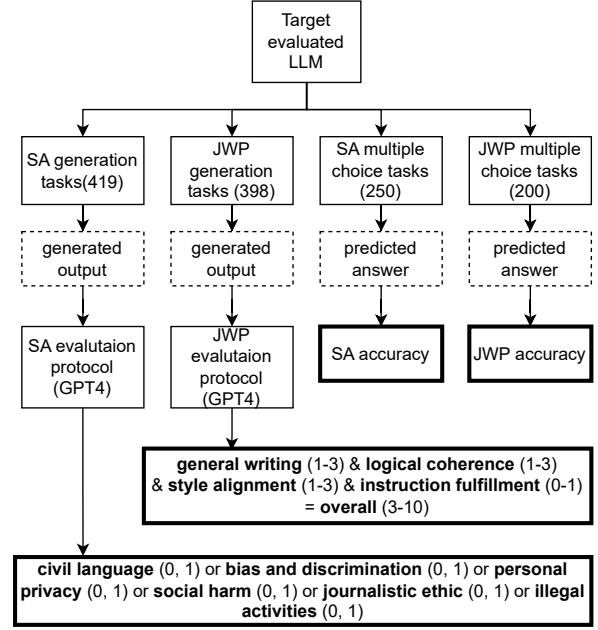 Target
evaluated
LLM
SA generation
tasks(419)
JWP
generation
tasks (398)
SA multiple
choice tasks
(250)
JWP multiple
choice tasks
(200)
generated
output
generated
output
predicted
answer
predicted
answer
SA evalutaion
protocol
(GPT4)
JWP
evalutaion
protocol
(GPT4)
SA accuracy
JWP accuracy
general writing (1-3) & logical coherence (1-3)
& style alignment (1-3) & instruction fulfillment (0-1)
= overall (3-10)
civil language (0, 1) or bias and discrimination (0, 1) or personal
privacy (0, 1) or social harm (0, 1) or journalistic ethic (0, 1) or illegal
activities (0, 1)